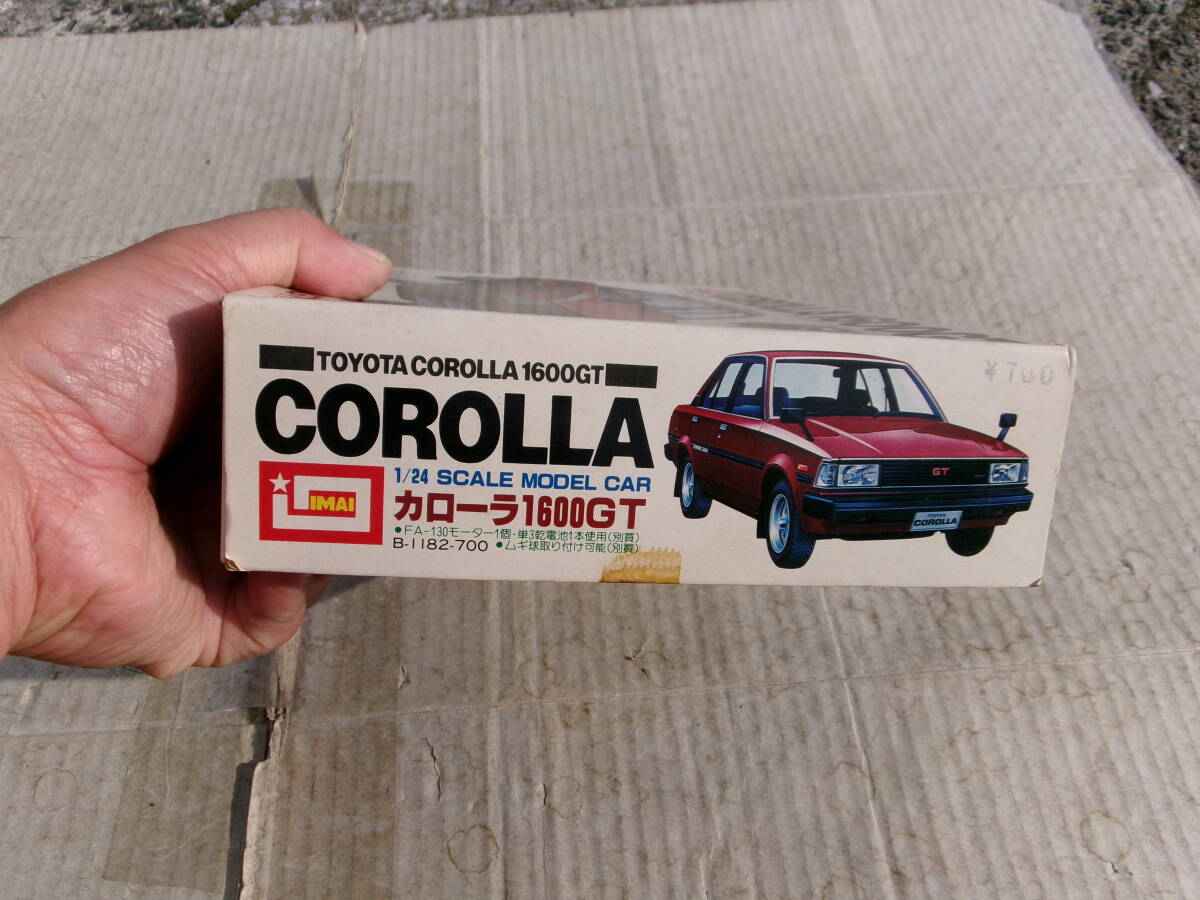 TOYOTA COROLLA 1600GT
COROLLA
1/24 SCALE MODEL CAR
IMAI
カローラ1600GT
●FA-130モーター1個・単3乾電池1本使用(別買)
B-1182-700 ●ムギ球取り付け可能(別買)
¥700
GT
TOYOTA
COROLLA